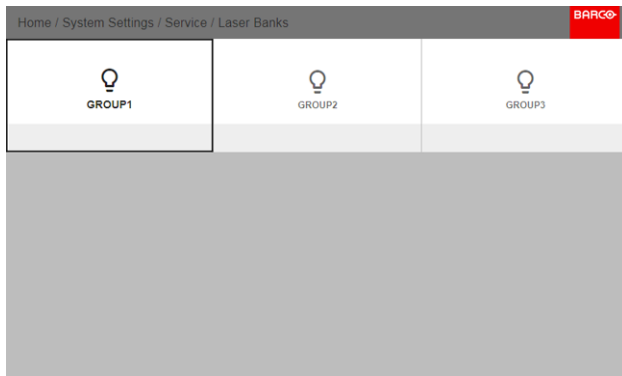 Home / System Settings / Service / Laser Banks
BARCO
GROUP1
GROUP2
GROUP3